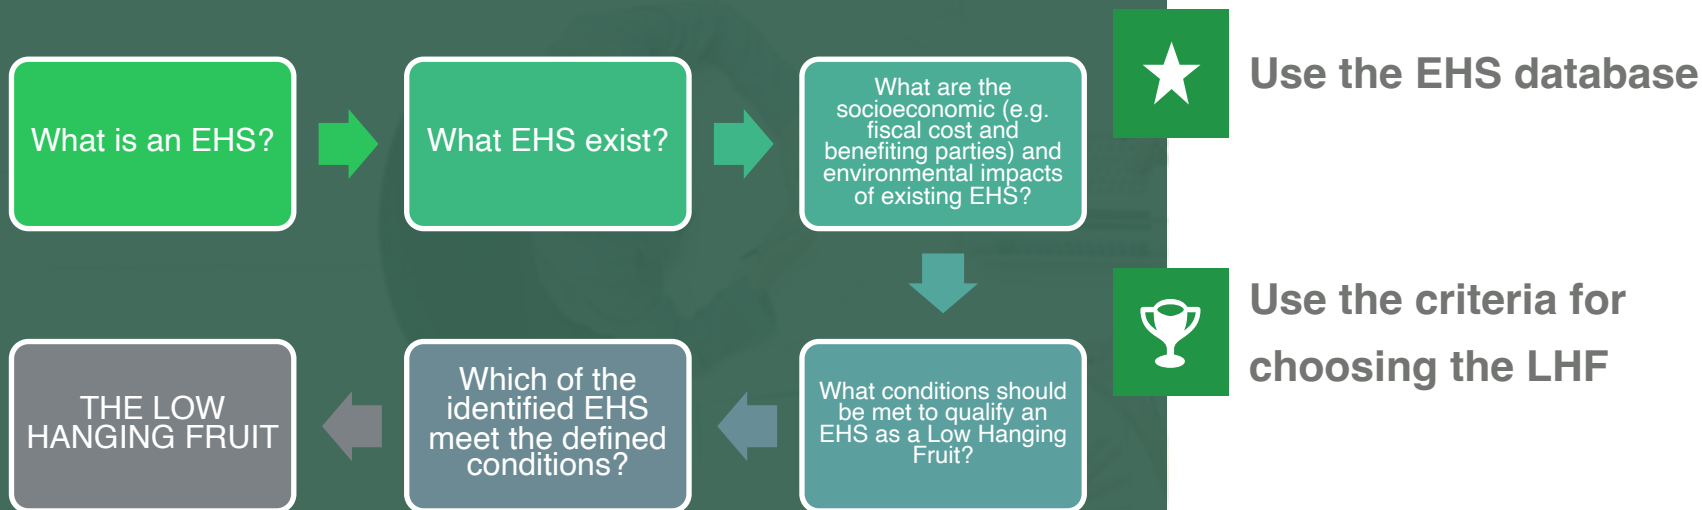 What is an EHS?
What EHS exist?
What are the
socioeconomic (e.g.
fiscal cost and
benefiting parties) and
environmental impacts
of existing EHS?
What conditions should
be met to qualify an
EHS as a Low Hanging
Fruit?
Which of the
identified EHS
meet the defined
conditions?
THE LOW
HANGING FRUIT
Use the EHS database
Use the criteria for
choosing the LHF